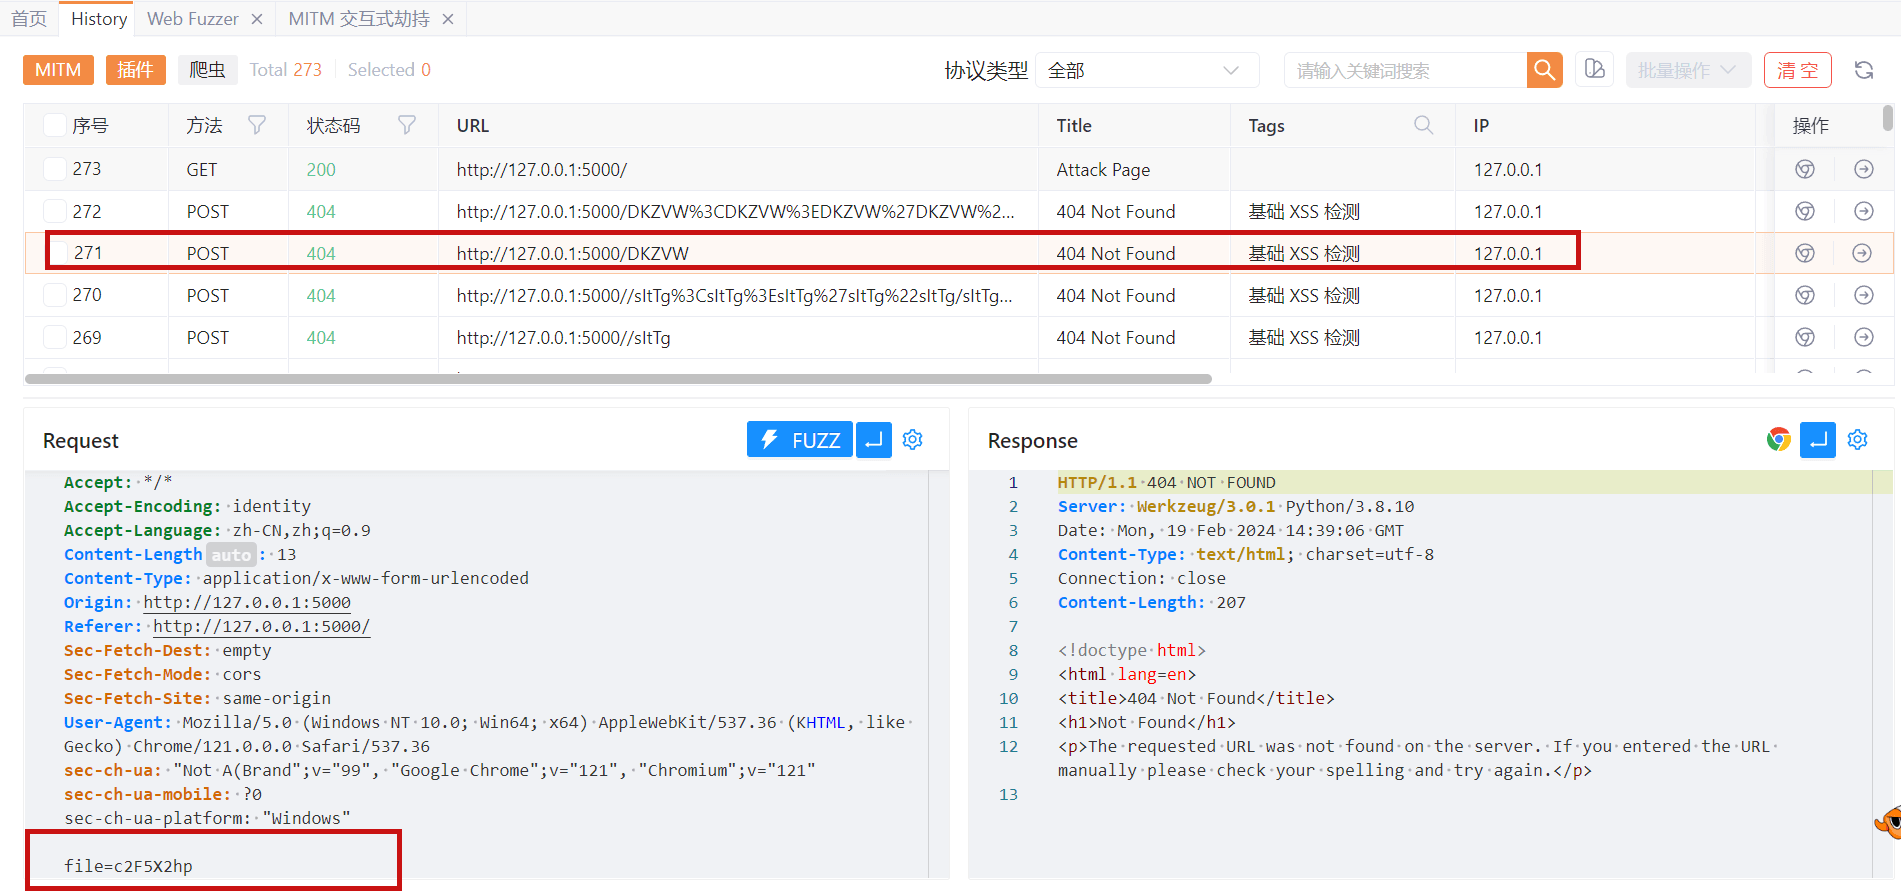 首页 History Web Fuzzer × MITM 交互式劫持 ×
MITM 插件 爬虫 Total 273 Selected 0 协议类型 全部 请输入关键词搜索 批量操作 清 空
序号 方法 状态码 URL Title Tags IP 操作
273 GET 200 http://127.0.0.1:5000/ Attack Page 127.0.0.1
272 POST 404 http://127.0.0.1:5000/DKZVW%3CDKZVW%3EDKZVW%27DKZVW%2... 404 Not Found 基础 XSS 检测 127.0.0.1
271 POST 404 http://127.0.0.1:5000/DKZVW 404 Not Found 基础 XSS 检测 127.0.0.1
270 POST 404 http://127.0.0.1:5000//sItTg%3CsItTg%3EsItTg%27sItTg%22sItTg/sItTg... 404 Not Found 基础 XSS 检测 127.0.0.1
269 POST 404 http://127.0.0.1:5000//sItTg 404 Not Found 基础 XSS 检测 127.0.0.1
Request FUZZ
Accept: */*
Accept-Encoding: identity
Accept-Language: zh-CN,zh;q=0.9
Content-Length auto : 13
Content-Type: application/x-www-form-urlencoded
Origin: http://127.0.0.1:5000
Referer: http://127.0.0.1:5000/
Sec-Fetch-Dest: empty
Sec-Fetch-Mode: cors
Sec-Fetch-Site: same-origin
User-Agent: Mozilla/5.0 (Windows NT 10.0; Win64; x64) AppleWebKit/537.36 (KHTML, like
Gecko) Chrome/121.0.0.0 Safari/537.36
sec-ch-ua: "Not A(Brand";v="99", "Google Chrome";v="121", "Chromium";v="121"
sec-ch-ua-mobile: ?0
sec-ch-ua-platform: "Windows"
file=c2F5X2hp
Response
1 HTTP/1.1 404 NOT FOUND
2 Server: Werkzeug/3.0.1 Python/3.8.10
3 Date: Mon, 19 Feb 2024 14:39:06 GMT
4 Content-Type: text/html; charset=utf-8
5 Connection: close
6 Content-Length: 207
7
8 <!doctype html>
9 <html lang=en>
10 <title>404 Not Found</title>
11 <h1>Not Found</h1>
12 <p>The requested URL was not found on the server. If you entered the URL
manually please check your spelling and try again.</p>
13